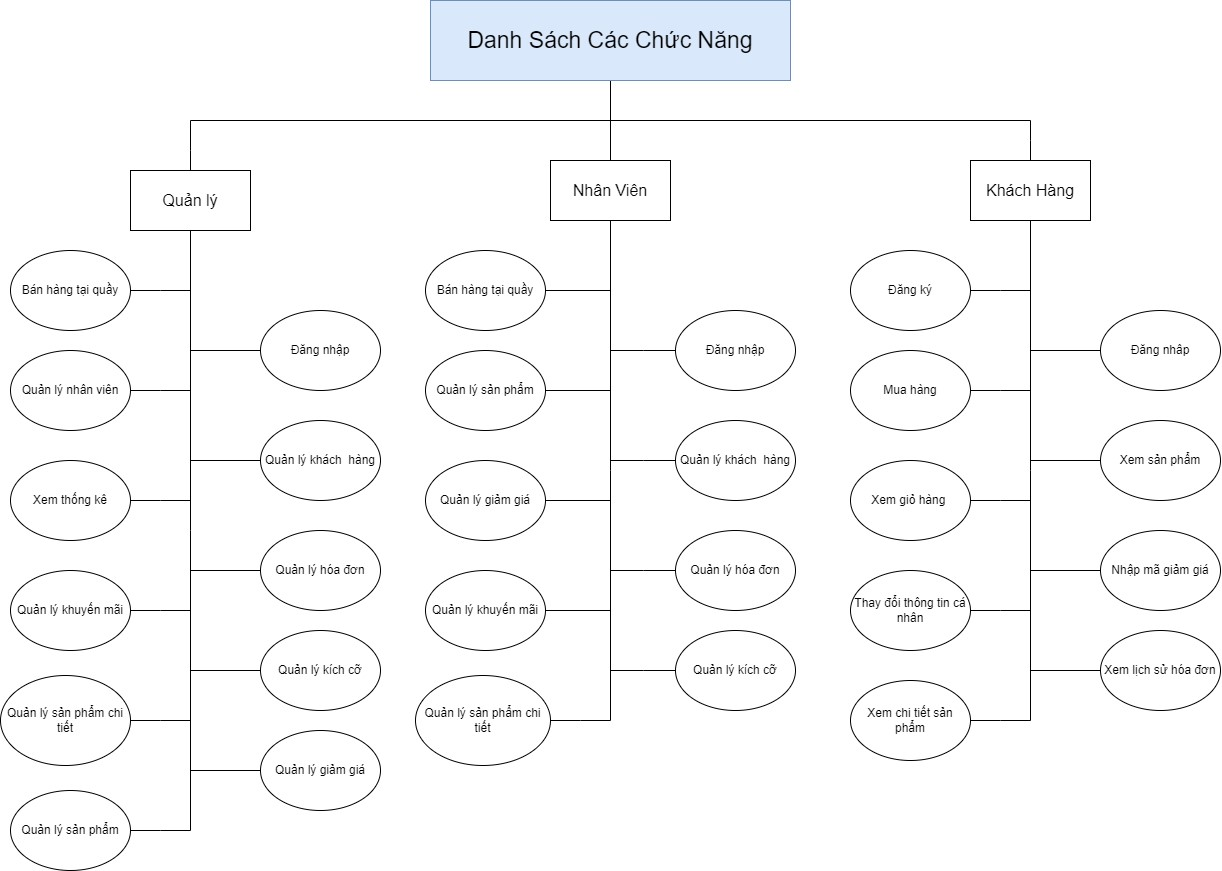 Danh Sách Các Chức Năng
Quản lý
Nhân Viên
Khách Hàng
Bán hàng tại quầy
Đăng nhập
Quản lý nhân viên
Quản lý khách hàng
Xem thống kê
Quản lý hóa đơn
Quản lý khuyến mãi
Quản lý kích cỡ
Quản lý sản phẩm chi
tiết
Quản lý giảm giá
Quản lý sản phẩm
Bán hàng tại quầy
Đăng nhập
Quản lý sản phẩm
Quản lý khách hàng
Quản lý giảm giá
Quản lý hóa đơn
Quản lý khuyến mãi
Quản lý kích cỡ
Quản lý sản phẩm chi
tiết
Đăng ký
Đăng nhâp
Mua hàng
Xem sản phẩm
Xem giỏ hàng
Nhập mã giảm giá
Thay đổi thông tin cá
nhân
Xem lịch sử hóa đơn
Xem chi tiết sản
phẩm